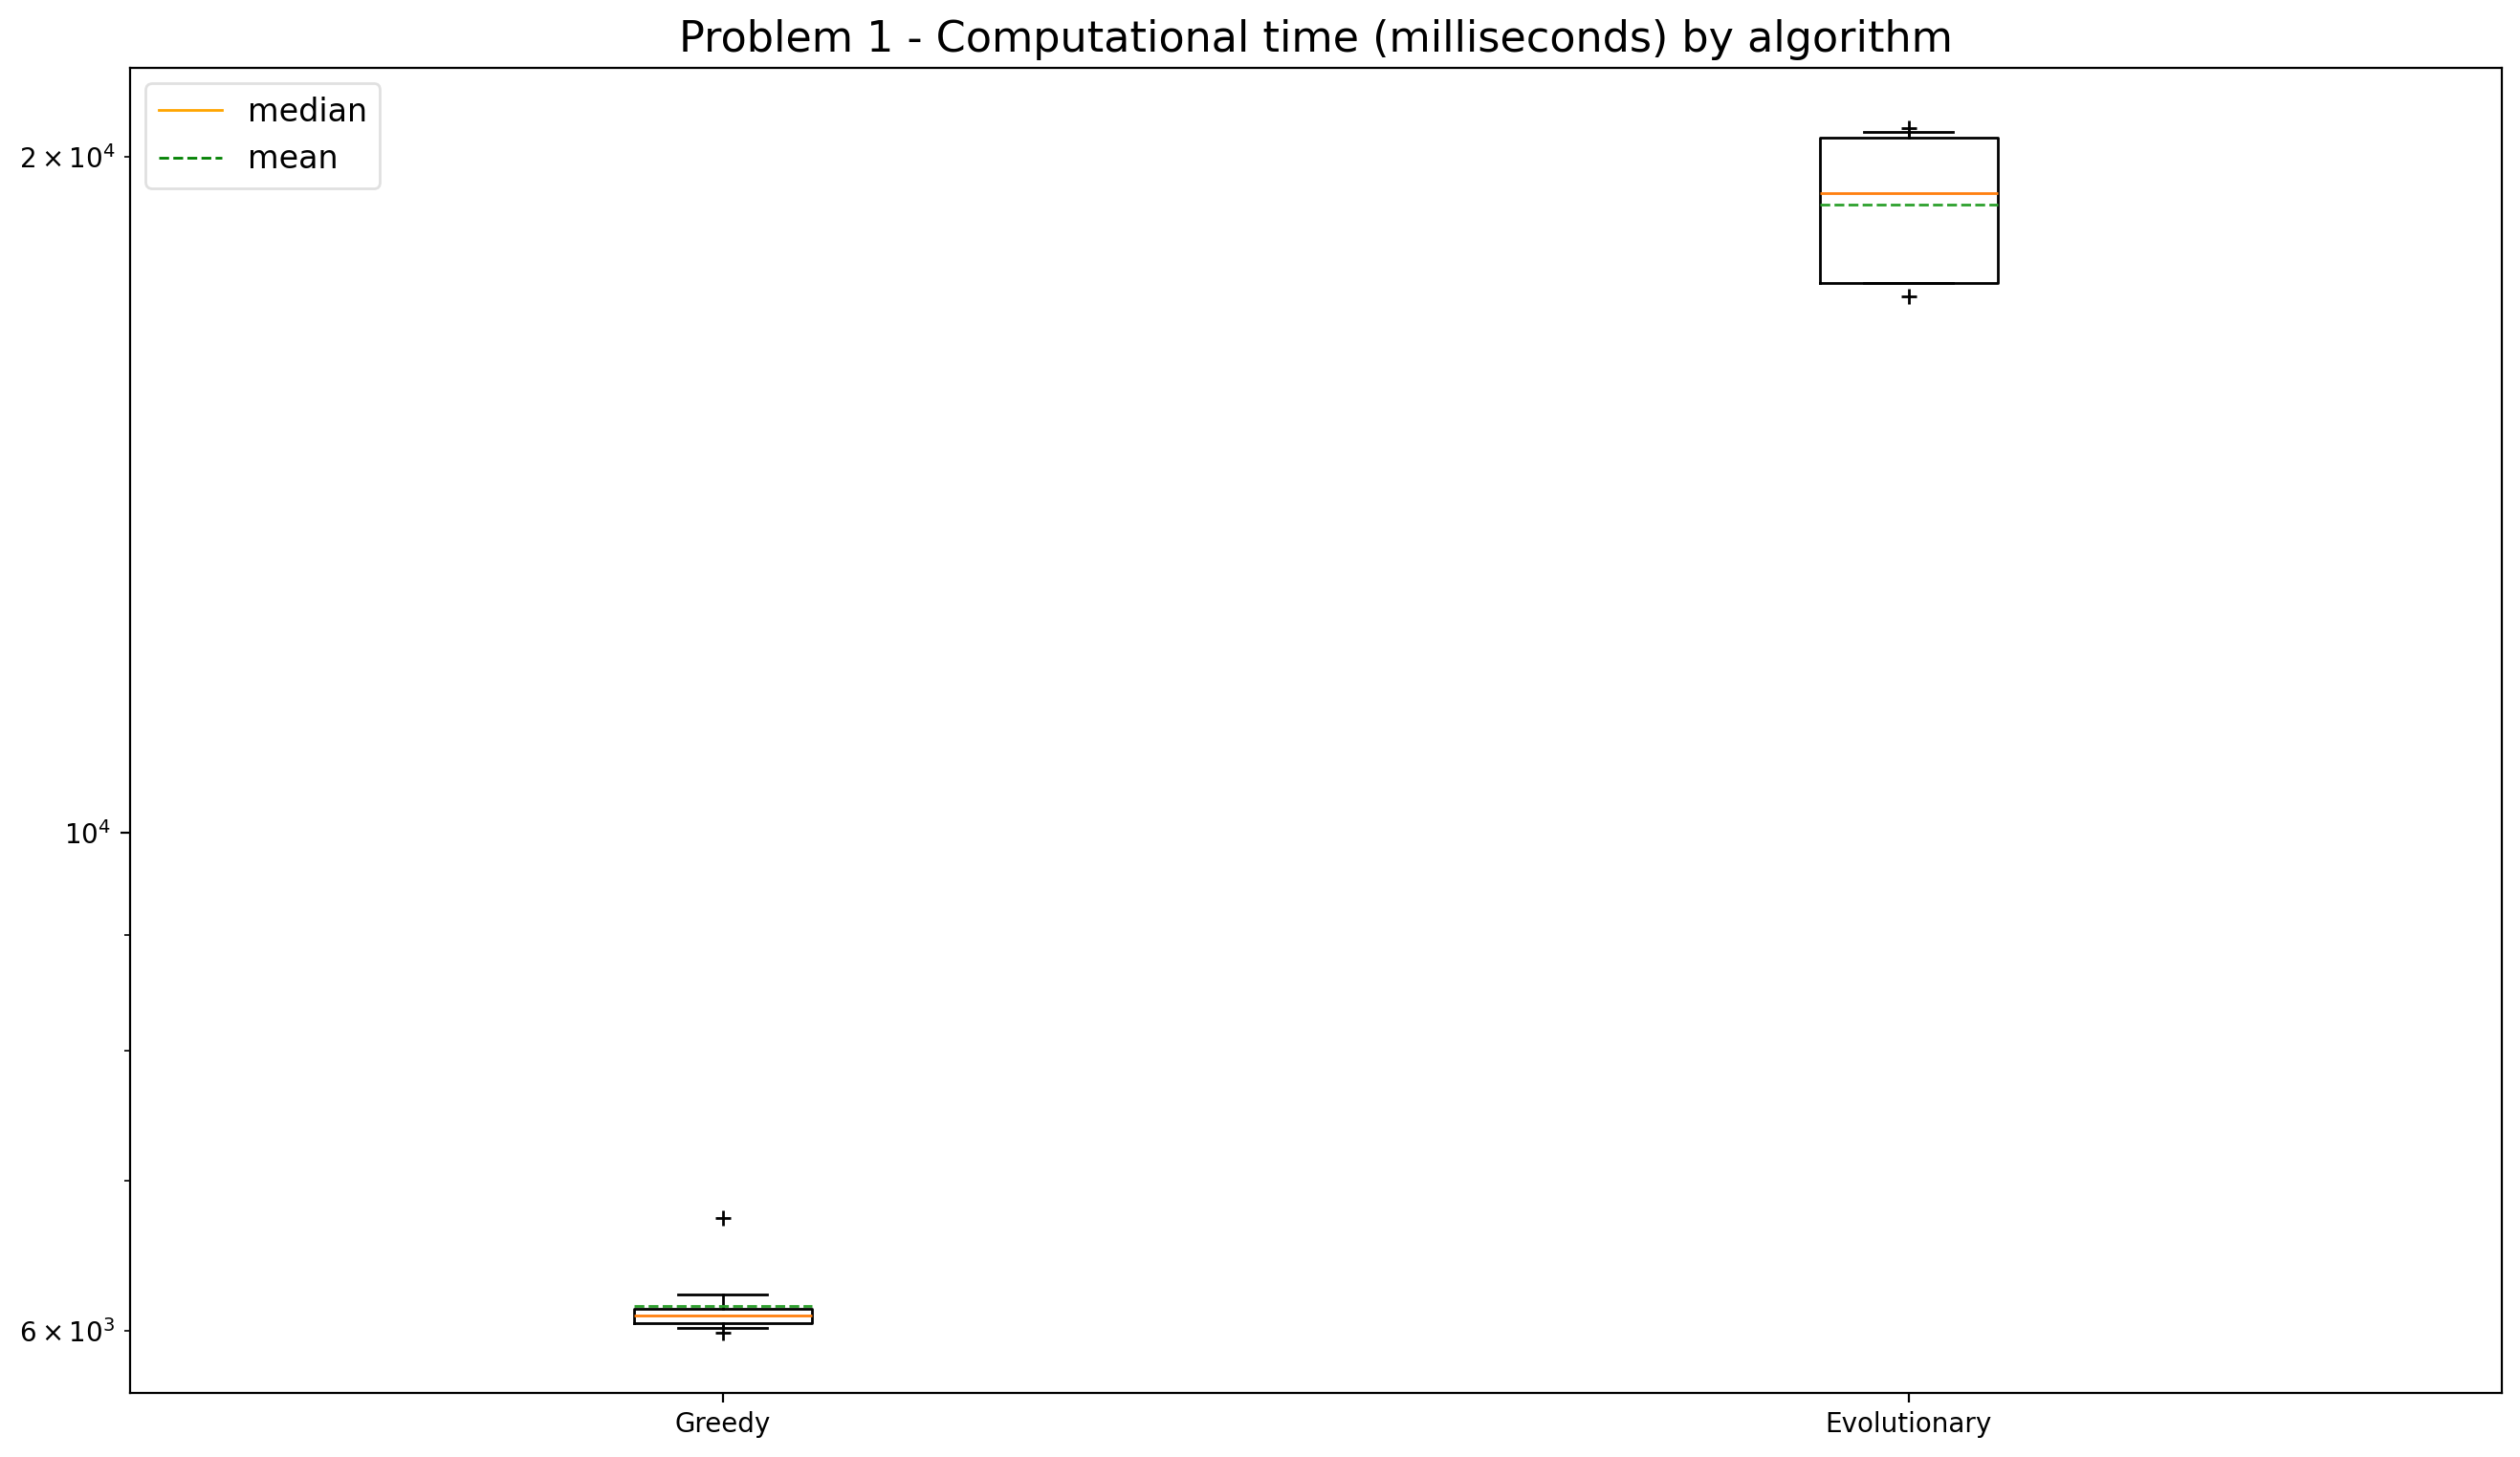 Problem 1 - Computational time (milliseconds) by algorithm
median
mean
2 × 10⁴
10⁴
6 × 10³
Greedy
Evolutionary